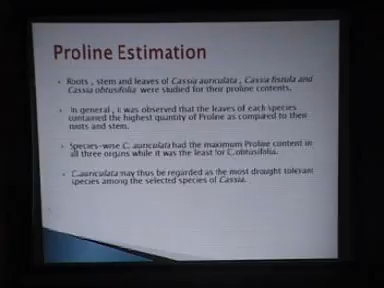 Proline Estimation
Roots , stem and leaves of Cassia auriculata , Cassia fistula and
Cassia obtusifolia were studied for their proline contents.
In general , it was observed that the leaves of each species
contained the highest quantity of Proline as compared to their
roots and stem.
Species-wise C. auriculata had the maximum Proline content in
all three organs while it was the least for C.obtusifolia.
C.auriculata may thus be regarded as the most drought tolerant
species among the selected species of Cassia.